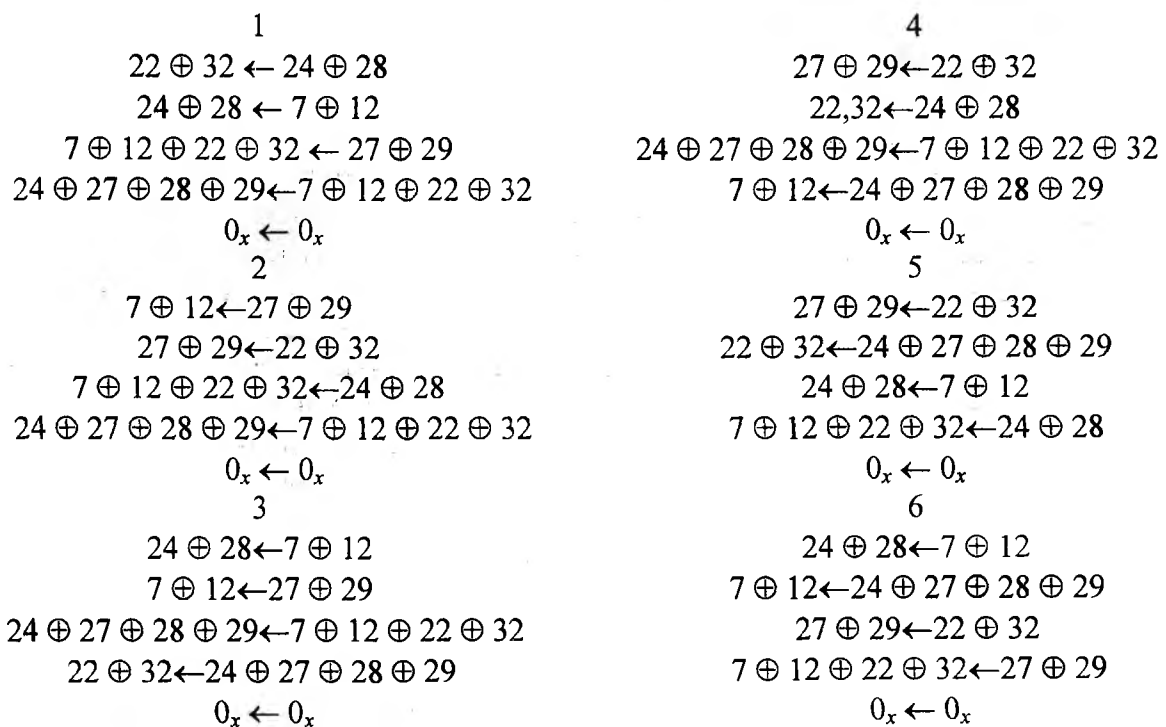 1
22 ⊕ 32 ← 24 ⊕ 28
24 ⊕ 28 ← 7 ⊕ 12
7 ⊕ 12 ⊕ 22 ⊕ 32 ← 27 ⊕ 29
24 ⊕ 27 ⊕ 28 ⊕ 29←7 ⊕ 12 ⊕ 22 ⊕ 32
0ₓ ← 0ₓ
2
7 ⊕ 12←27 ⊕ 29
27 ⊕ 29←22 ⊕ 32
7 ⊕ 12 ⊕ 22 ⊕ 32←24 ⊕ 28
24 ⊕ 27 ⊕ 28 ⊕ 29←7 ⊕ 12 ⊕ 22 ⊕ 32
0ₓ ← 0ₓ
3
24 ⊕ 28←7 ⊕ 12
7 ⊕ 12←27 ⊕ 29
24 ⊕ 27 ⊕ 28 ⊕ 29←7 ⊕ 12 ⊕ 22 ⊕ 32
22 ⊕ 32←24 ⊕ 27 ⊕ 28 ⊕ 29
0ₓ ← 0ₓ
4
27 ⊕ 29←22 ⊕ 32
22,32←24 ⊕ 28
24 ⊕ 27 ⊕ 28 ⊕ 29←7 ⊕ 12 ⊕ 22 ⊕ 32
7 ⊕ 12←24 ⊕ 27 ⊕ 28 ⊕ 29
0ₓ ← 0ₓ
5
27 ⊕ 29←22 ⊕ 32
22 ⊕ 32←24 ⊕ 27 ⊕ 28 ⊕ 29
24 ⊕ 28←7 ⊕ 12
7 ⊕ 12 ⊕ 22 ⊕ 32←24 ⊕ 28
0ₓ ← 0ₓ
6
24 ⊕ 28←7 ⊕ 12
7 ⊕ 12←24 ⊕ 27 ⊕ 28 ⊕ 29
27 ⊕ 29←22 ⊕ 32
7 ⊕ 12 ⊕ 22 ⊕ 32←27 ⊕ 29
0ₓ ← 0ₓ